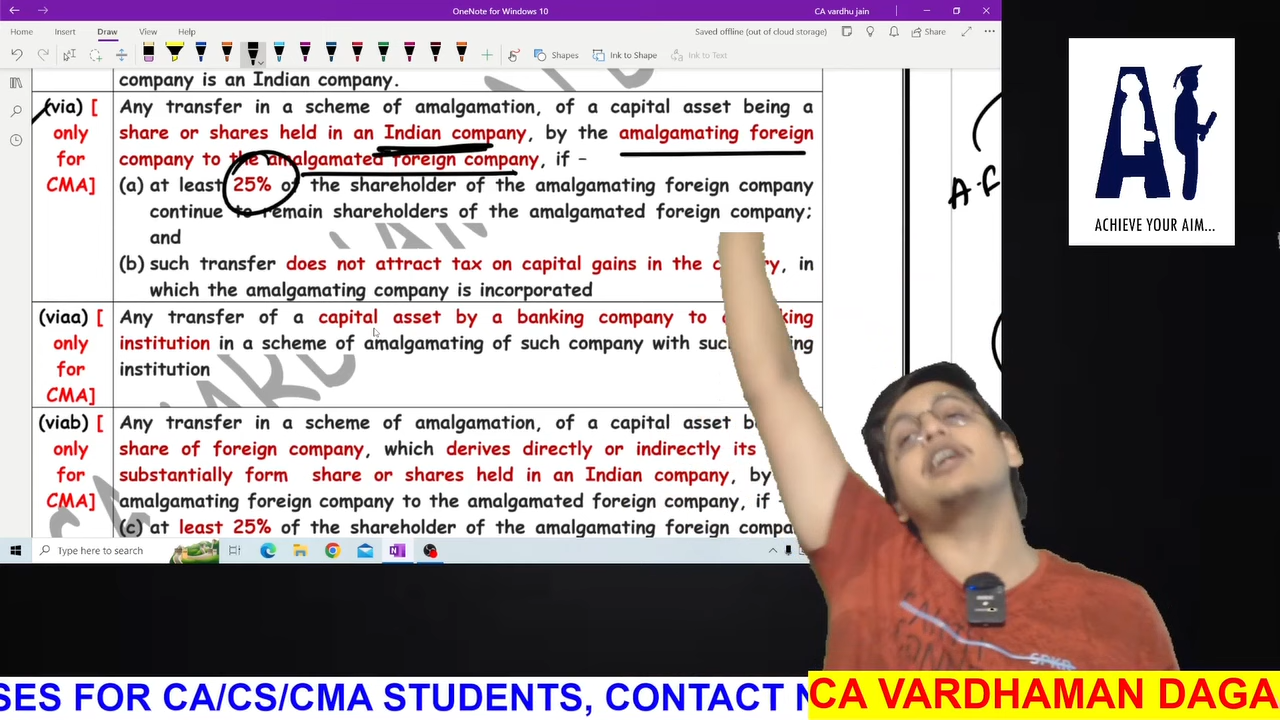 OneNote for Windows 10
CA vardhu jain
Home Insert Draw View Help
Saved offline (out of cloud storage)
Share
Shapes
Ink to Shape
Ink to Text
company is an Indian company.
(via) [ only for CMA]
Any transfer in a scheme of amalgamation, of a capital asset being a
share or shares held in an Indian company, by the amalgamating foreign
company to the amalgamated foreign company, if –
(a) at least 25% of the shareholder of the amalgamating foreign company
continue to remain shareholders of the amalgamated foreign company;
and
(b) such transfer does not attract tax on capital gains in the, in
which the amalgamating company is incorporated
(viaa) [ only for CMA]
Any transfer of a capital asset by a banking company to
institution in a scheme of amalgamating of such company with
institution
(viab) [ only for CMA]
Any transfer in a scheme of amalgamation, of a capital asset
share of foreign company, which derives directly or indirectly its
substantially form share or shares held in an Indian company, by
amalgamating foreign company to the amalgamated foreign company, if
(c) at least 25% of the shareholder of the amalgamating foreign
A.F
Type here to search
AI
ACHIEVE YOUR AIM...
SPKR
SES FOR CA/CS/CMA STUDENTS, CONTACT N
CA VARDHAMAN DAGA